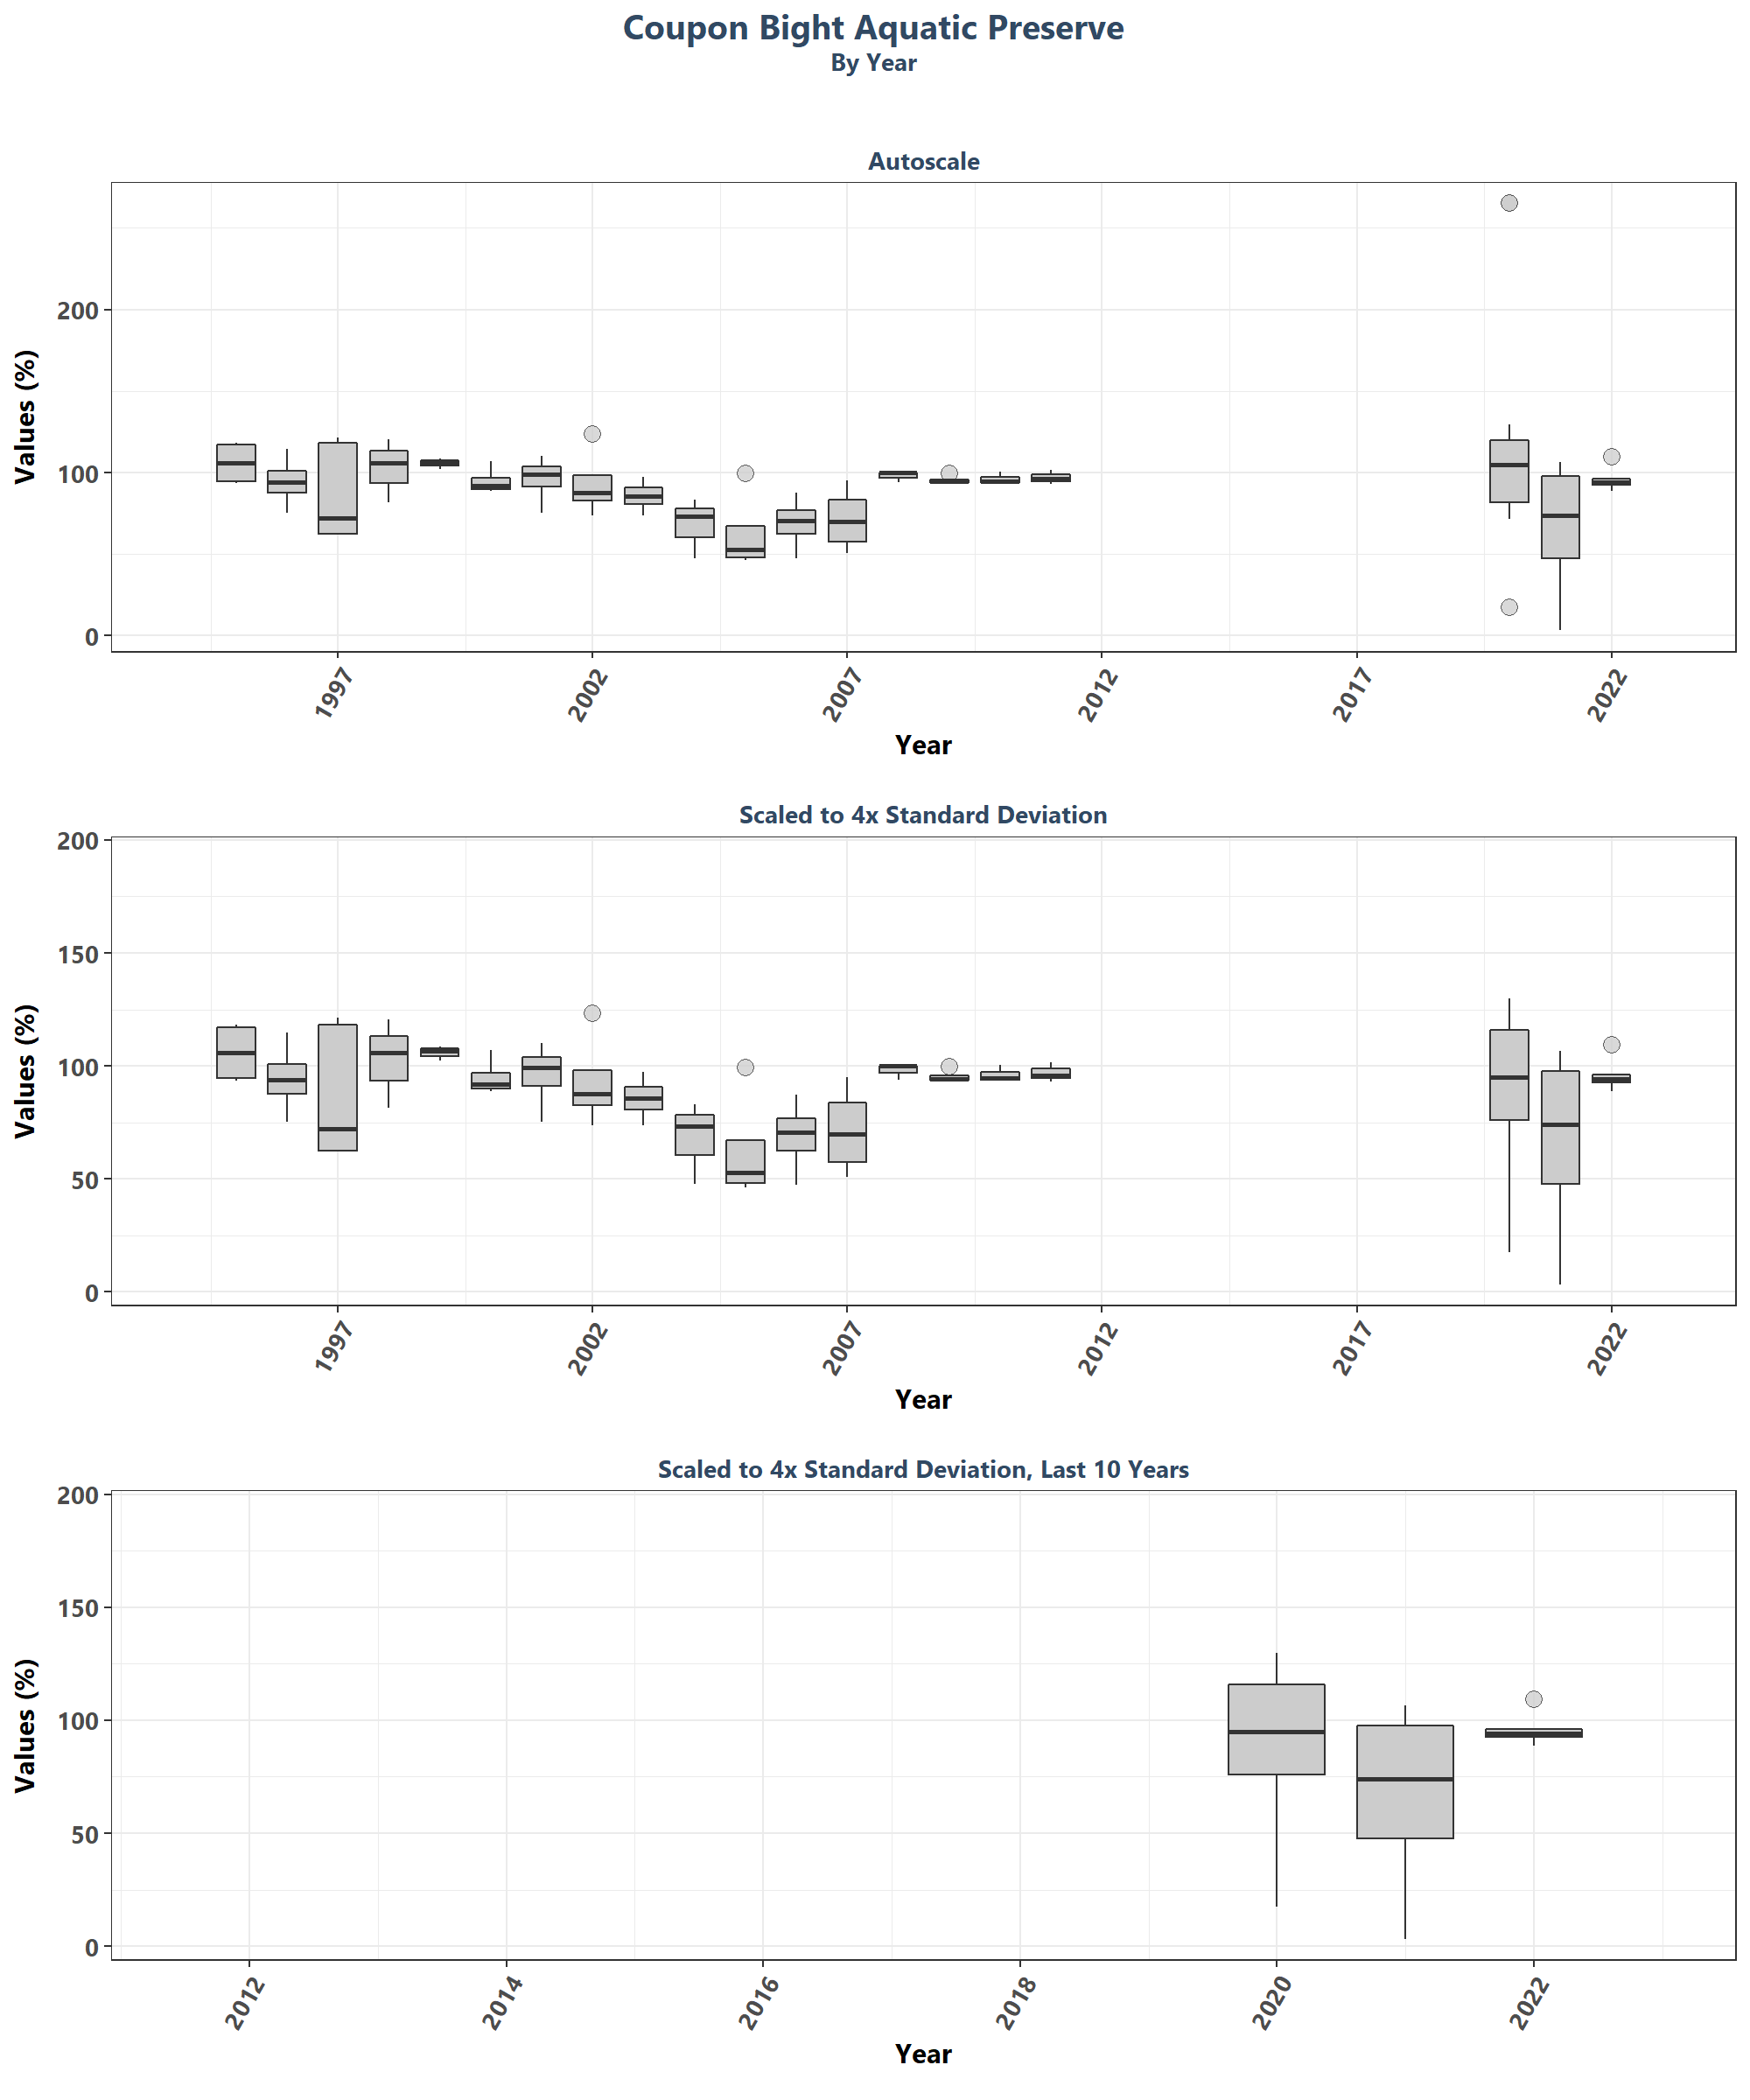 Coupon Bight Aquatic Preserve
By Year
Autoscale
Values (%)
200
100
0
1997
2002
2007
2012
2017
2022
Year
Scaled to 4x Standard Deviation
Values (%)
200
150
100
50
0
1997
2002
2007
2012
2017
2022
Year
Scaled to 4x Standard Deviation, Last 10 Years
Values (%)
200
150
100
50
0
2012
2014
2016
2018
2020
2022
Year